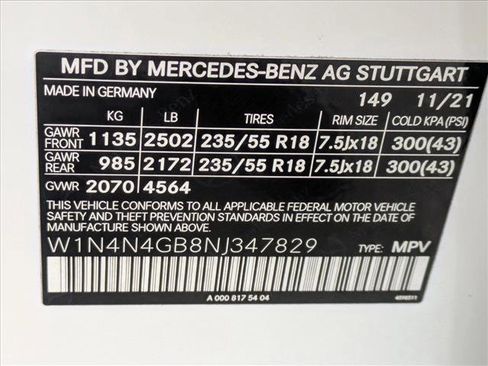 MFD BY MERCEDES-BENZ AG STUTTGART
MADE IN GERMANY 149 11/21
KG LB TIRES RIM SIZE COLD KPA(PSI)
GAWR FRONT 1135 2502 235/55 R18 7.5Jx18 300(43)
GAWR REAR 985 2172 235/55 R18 7.5Jx18 300(43)
GVWR 2070 4564
THIS VEHICLE CONFORMS TO ALL APPLICABLE FEDERAL MOTOR VEHICLE
SAFETY AND THEFT PREVENTION STANDARDS IN EFFECT ON THE DATE OF
MANUFACTURE SHOWN ABOVE.
W1N4N4GB8NJ347829 TYPE: MPV
A 000 817 54 04